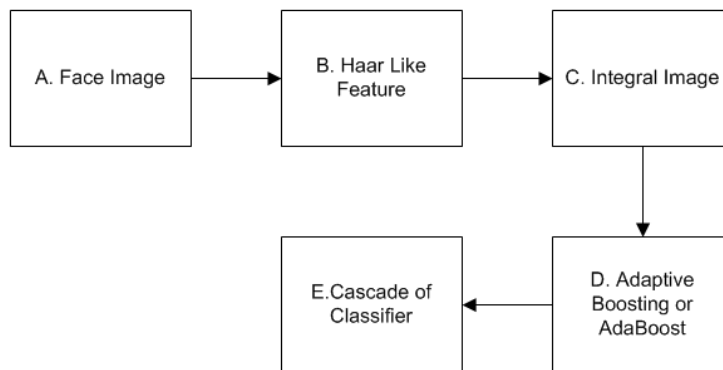 A. Face Image
B. Haar Like
Feature
C. Integral Image
D. Adaptive
Boosting or
AdaBoost
E.Cascade of
Classifier